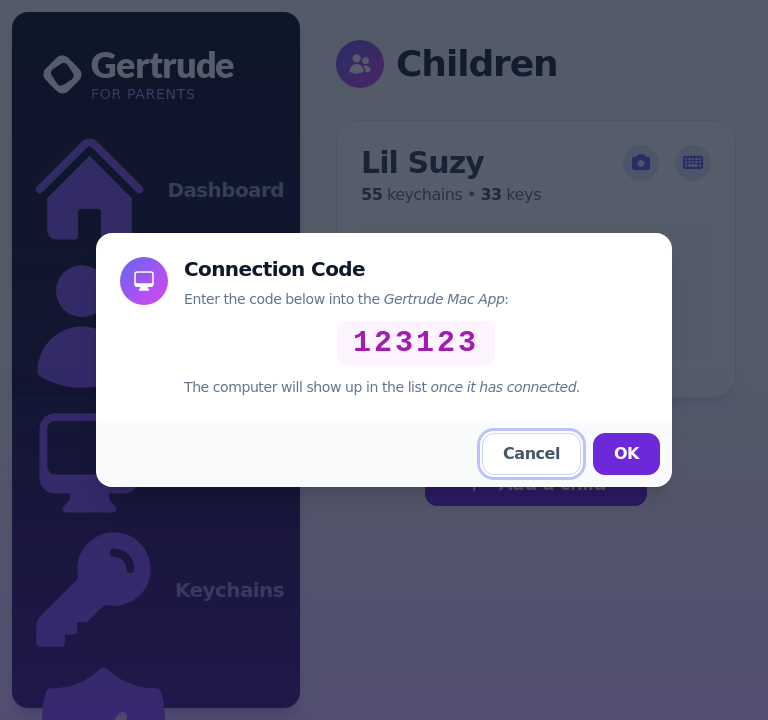 Gertrude
FOR PARENTS
Dashboard
Keychains
Children
Lil Suzy
55 keychains • 33 keys
Connection Code
Enter the code below into the Gertrude Mac App:
123123
The computer will show up in the list once it has connected.
Cancel
OK
Add a child